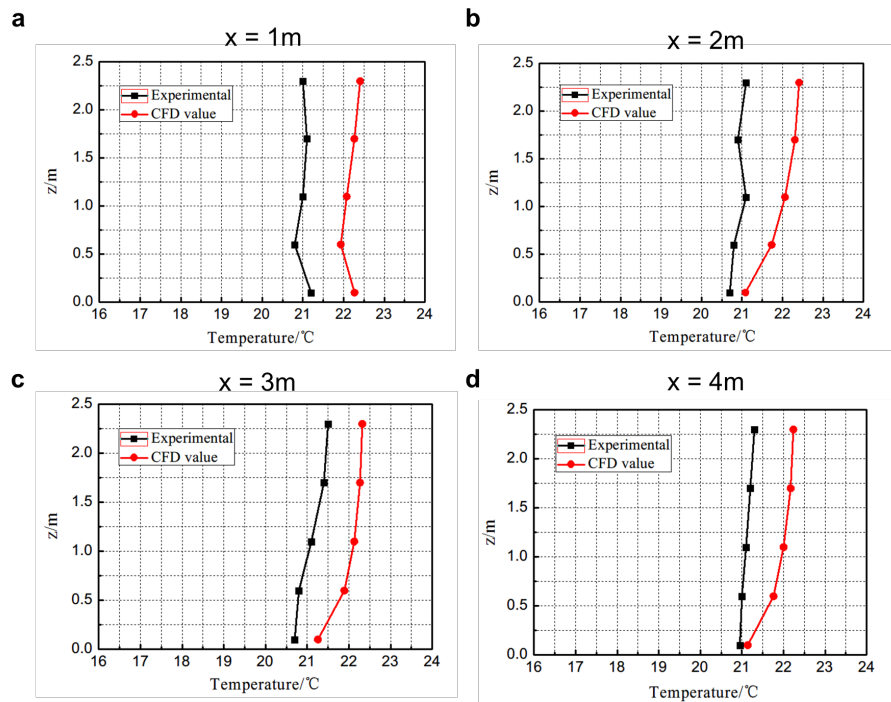 a
x = 1m
2.5
2.0
1.5
1.0
0.5
0.0
z/m
Experimental
CFD value
16 17 18 19 20 21 22 23 24
Temperature/℃
b
x = 2m
2.5
2.0
1.5
1.0
0.5
0.0
z/m
Experimental
CFD value
16 17 18 19 20 21 22 23 24
Temperature/℃
c
x = 3m
2.5
2.0
1.5
1.0
0.5
0.0
z/m
Experimental
CFD value
16 17 18 19 20 21 22 23 24
Temperature/℃
d
x = 4m
2.5
2.0
1.5
1.0
0.5
0.0
z/m
Experimental
CFD value
16 17 18 19 20 21 22 23 24
Temperature/℃